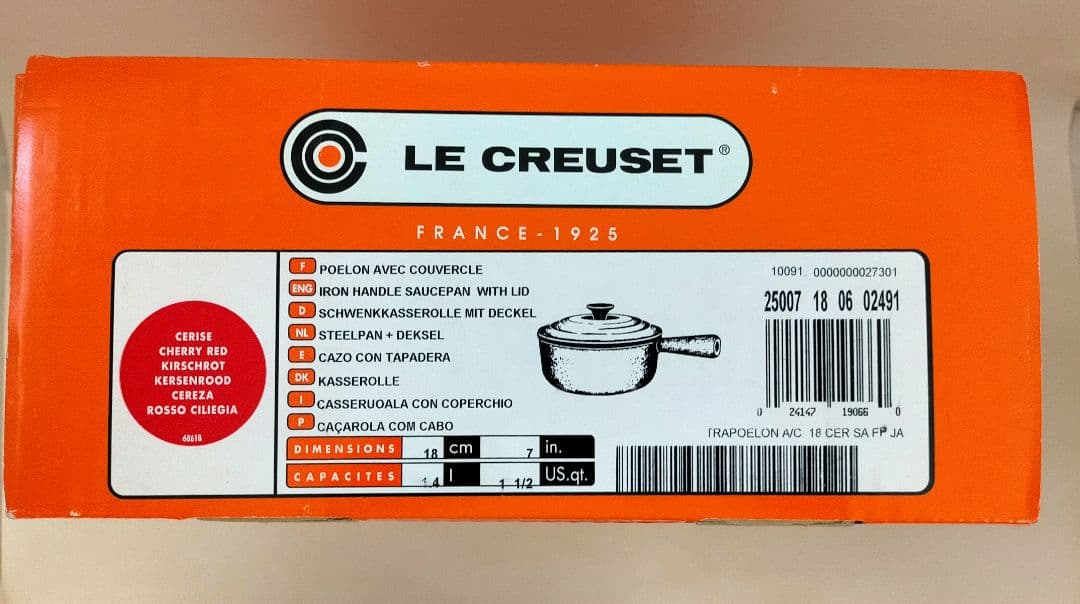 LE CREUSET®
FRANCE-1925
CERISE
CHERRY RED
KIRSCHROT
KERSENROOD
CEREZA
ROSSO CILIEGIA
68618
F POELON AVEC COUVERCLE
ENG IRON HANDLE SAUCEPAN WITH LID
D SCHWENKKASSEROLLE MIT DECKEL
NL STEELPAN + DEKSEL
E CAZO CON TAPADERA
DK KASSEROLLE
I CASSERUOALA CON COPERCHIO
P CAÇAROLA COM CABO
DIMENSIONS 18 cm 7 in.
CAPACITES 1.4 l 1 1/2 US.qt.
10091. 0000000027301
25007 18 06 02491
0 24147 19066 0
TRAPOELON A/C 18 CER SA FP JA